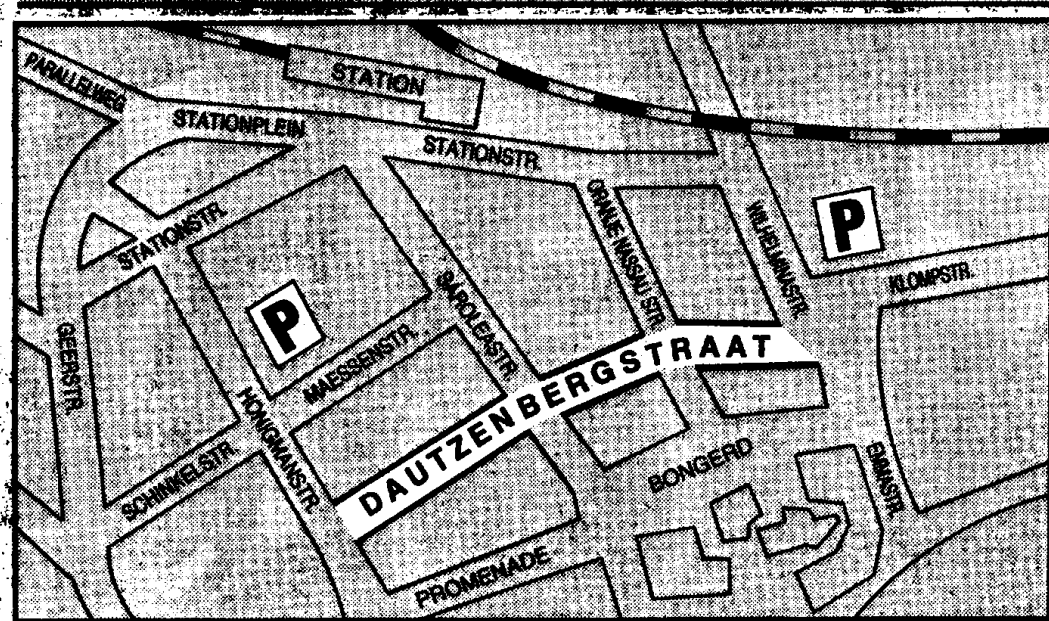 PARALLELWEG
STATION
STATIONPLEIN
STATIONSTR.
STATIONSTR.
ORANJE NASSAU STR.
WILHELMINASTR.
P
KLOMPSTR.
SAROLEASTR.
P
MAESSENSTR.
GEERSTR.
HONIGMANSTR.
DAUTZENBERGSTRAAT
SCHINKELSTR.
BONGERD
EMMASTR.
PROMENADE